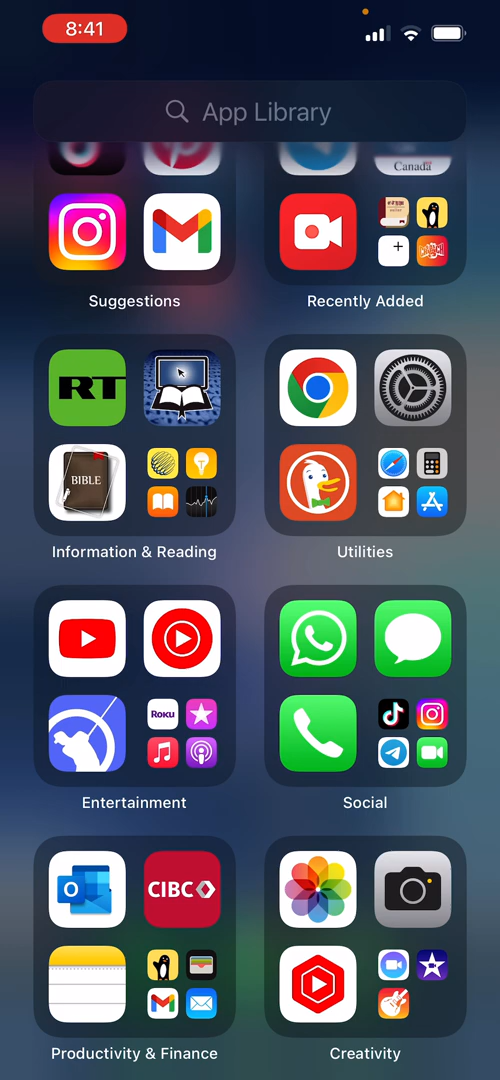 8:41
App Library
Canada
Suggestions
Recently Added
RT
BIBLE
Information & Reading
Utilities
Roku
Entertainment
Social
O
CIBC
Productivity & Finance
Creativity